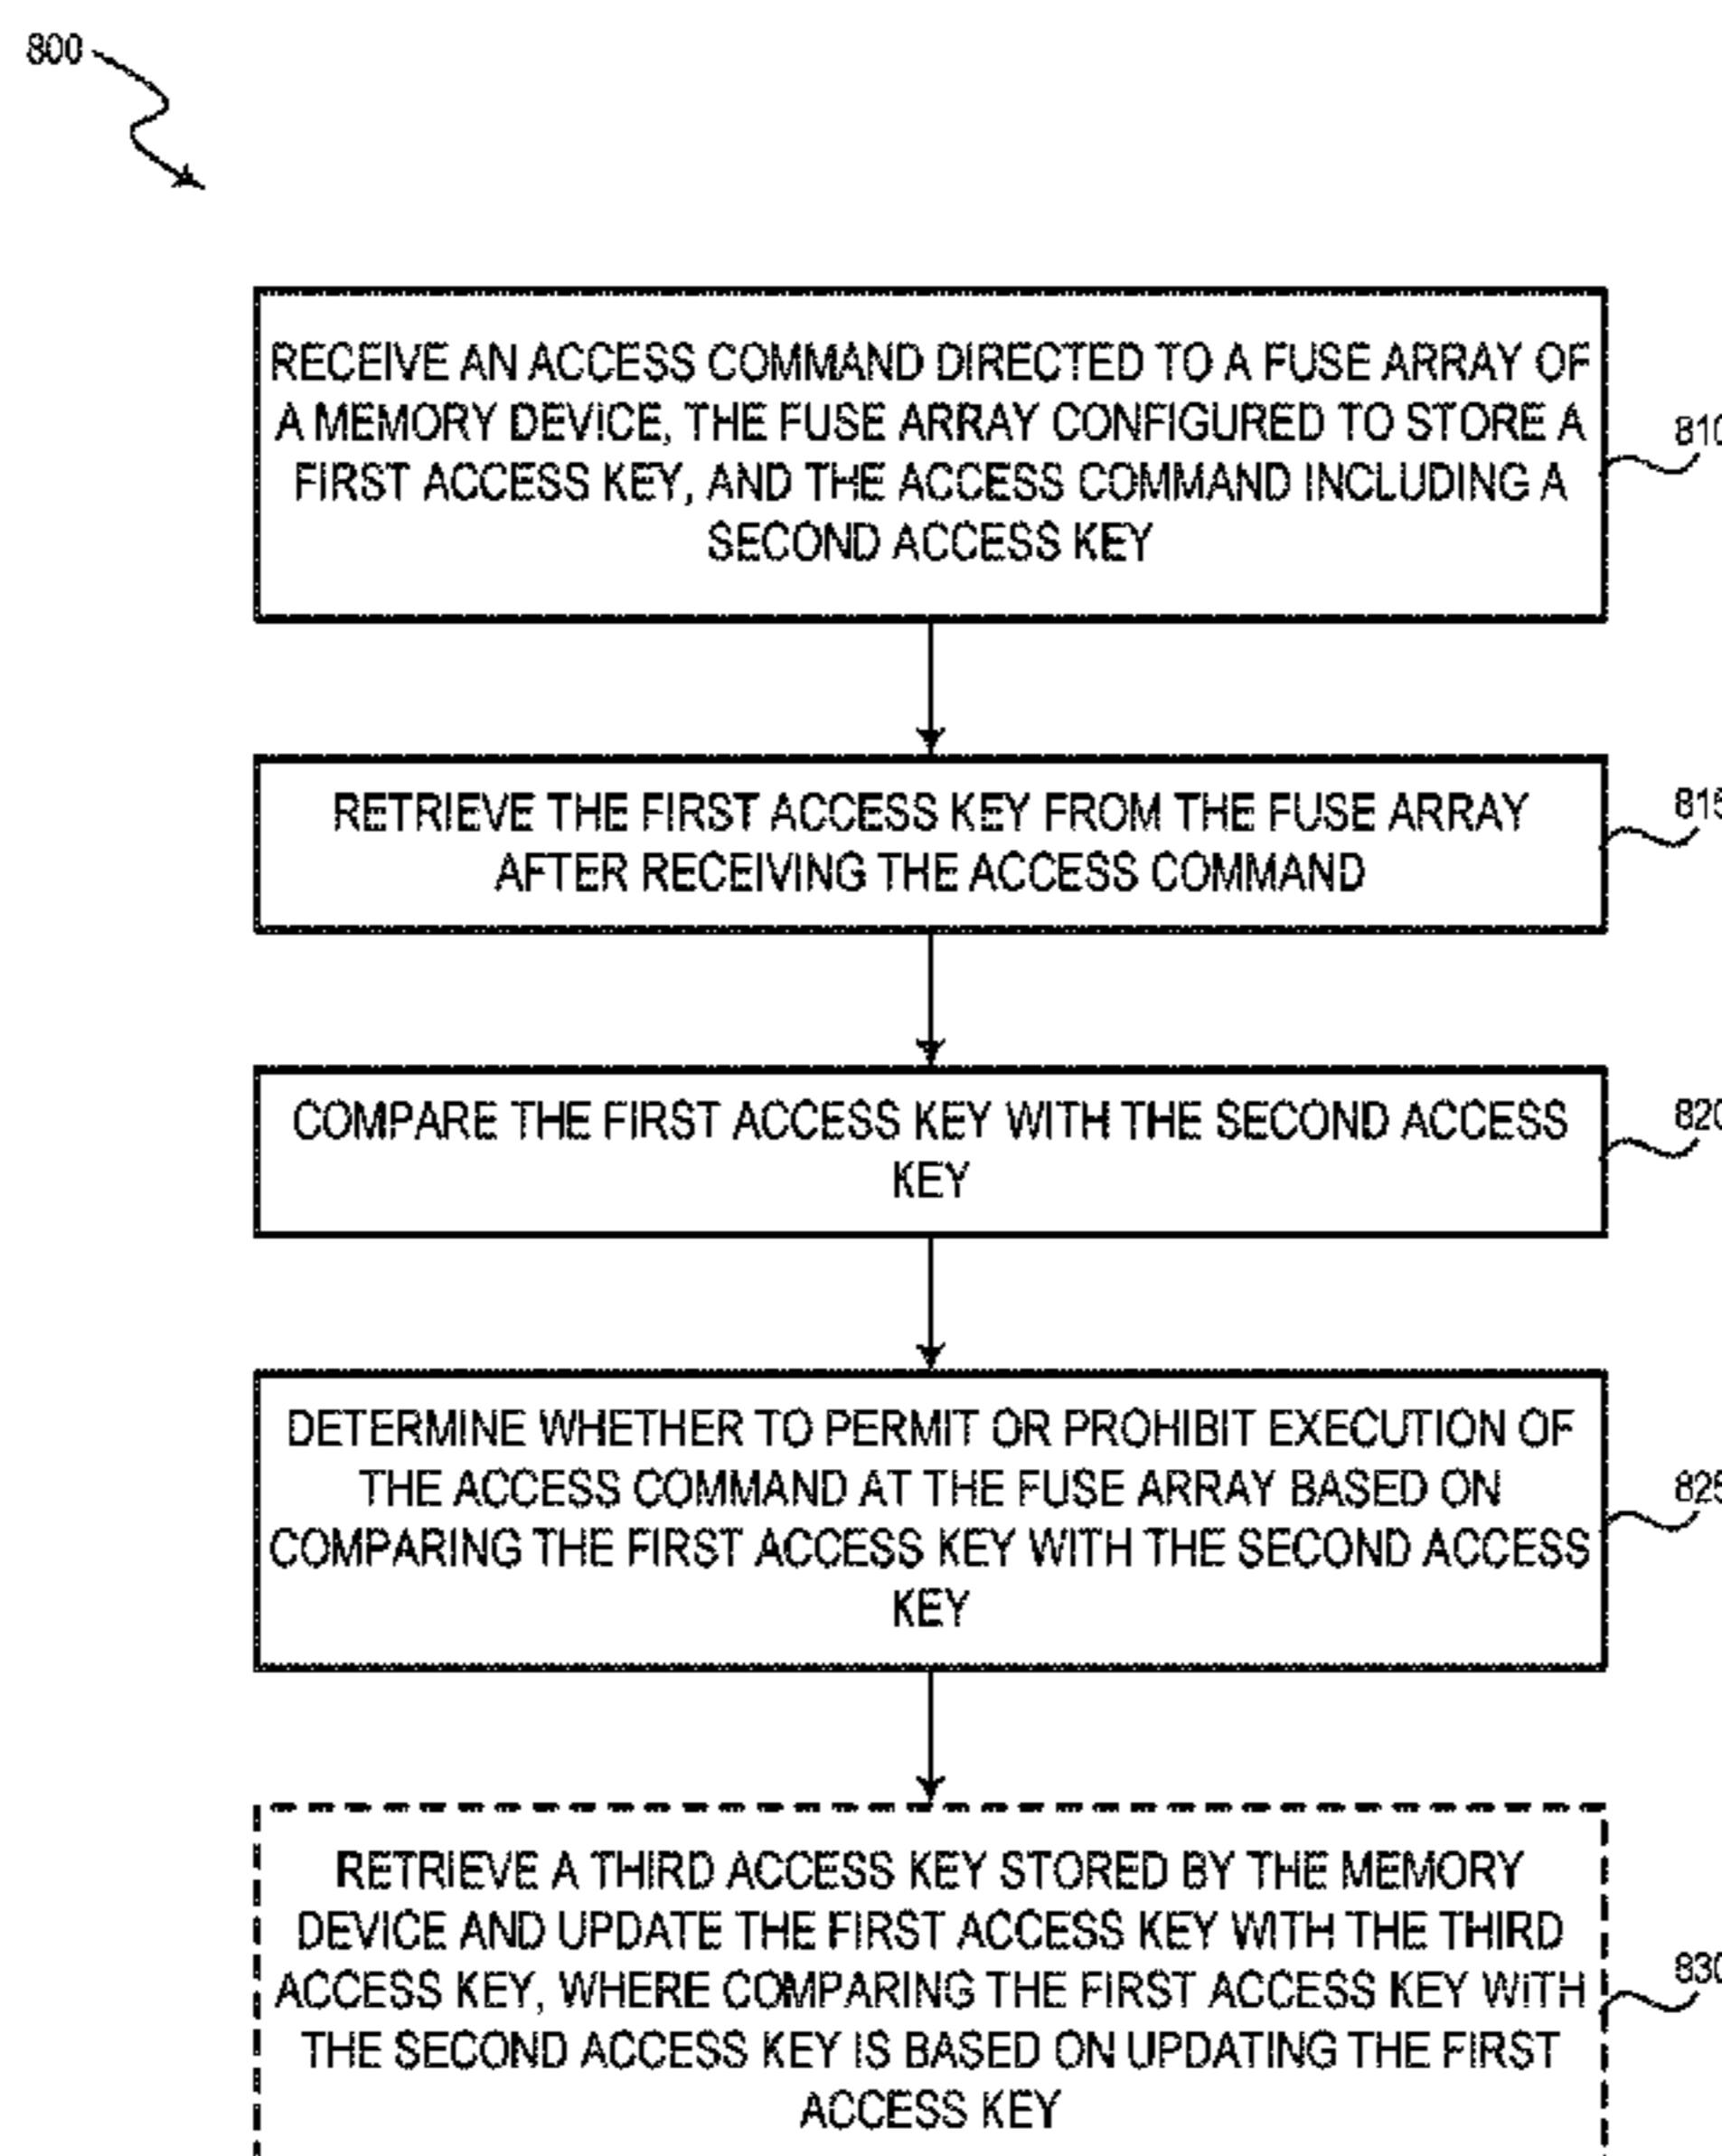 800
RECEIVE AN ACCESS COMMAND DIRECTED TO A FUSE ARRAY OF
A MEMORY DEVICE, THE FUSE ARRAY CONFIGURED TO STORE A
FIRST ACCESS KEY, AND THE ACCESS COMMAND INCLUDING A
SECOND ACCESS KEY
810
RETRIEVE THE FIRST ACCESS KEY FROM THE FUSE ARRAY
AFTER RECEIVING THE ACCESS COMMAND
815
COMPARE THE FIRST ACCESS KEY WITH THE SECOND ACCESS
KEY
820
DETERMINE WHETHER TO PERMIT OR PROHIBIT EXECUTION OF
THE ACCESS COMMAND AT THE FUSE ARRAY BASED ON
COMPARING THE FIRST ACCESS KEY WITH THE SECOND ACCESS
KEY
825
RETRIEVE A THIRD ACCESS KEY STORED BY THE MEMORY
DEVICE AND UPDATE THE FIRST ACCESS KEY WITH THE THIRD
ACCESS KEY, WHERE COMPARING THE FIRST ACCESS KEY WITH
THE SECOND ACCESS KEY IS BASED ON UPDATING THE FIRST
ACCESS KEY
830